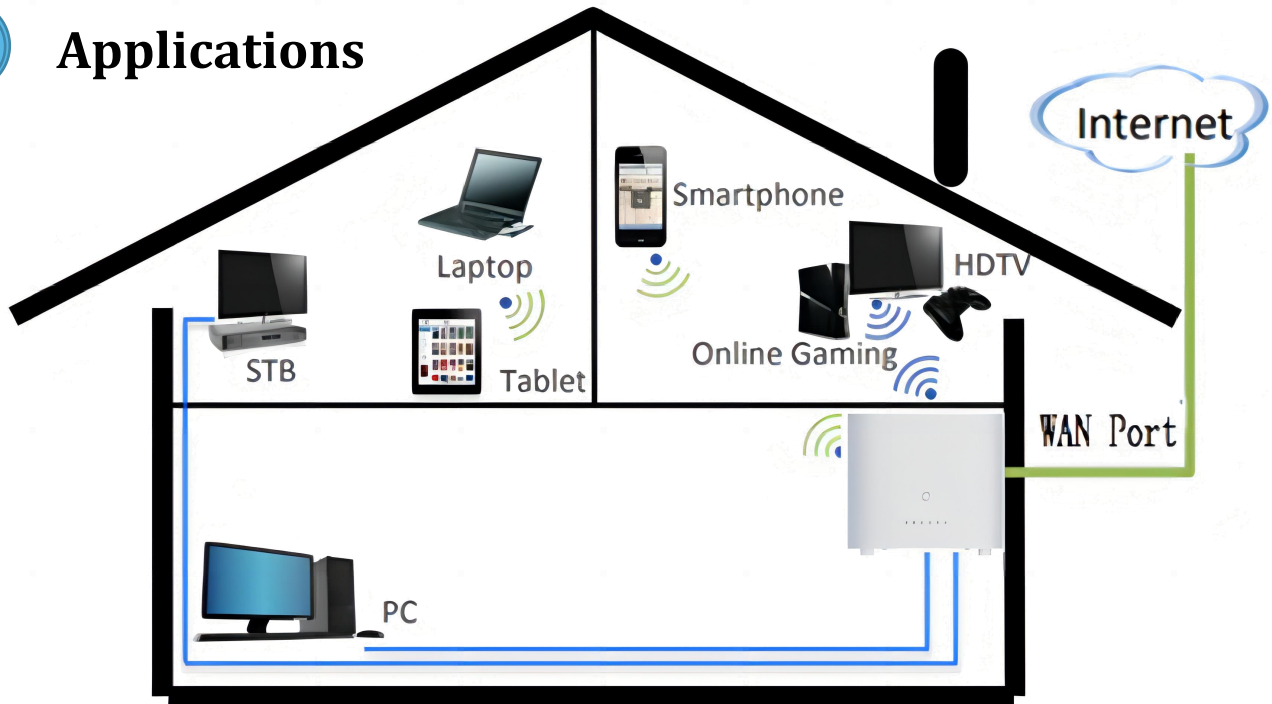 Applications
Internet
Smartphone
Laptop
HDTV
STB
Tablet
Online Gaming
WAN Port
PC